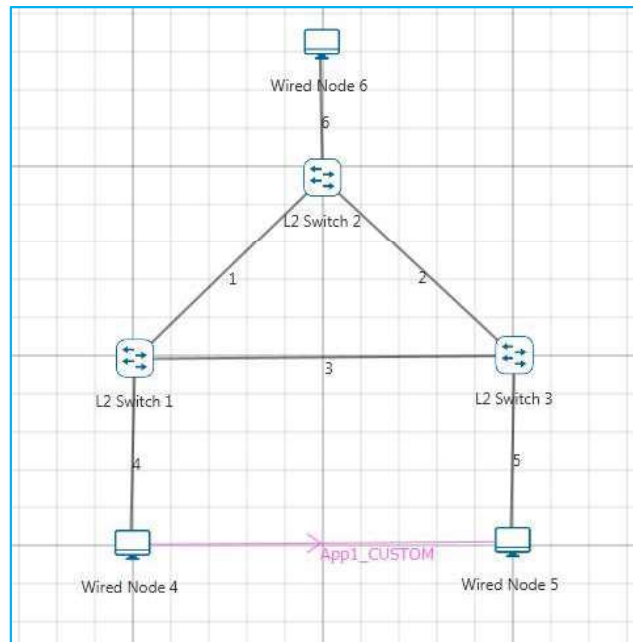 Wired Node 6
6
L2 Switch 2
1
2
3
L2 Switch 1
L2 Switch 3
4
5
App1_CUSTOM
Wired Node 4
Wired Node 5